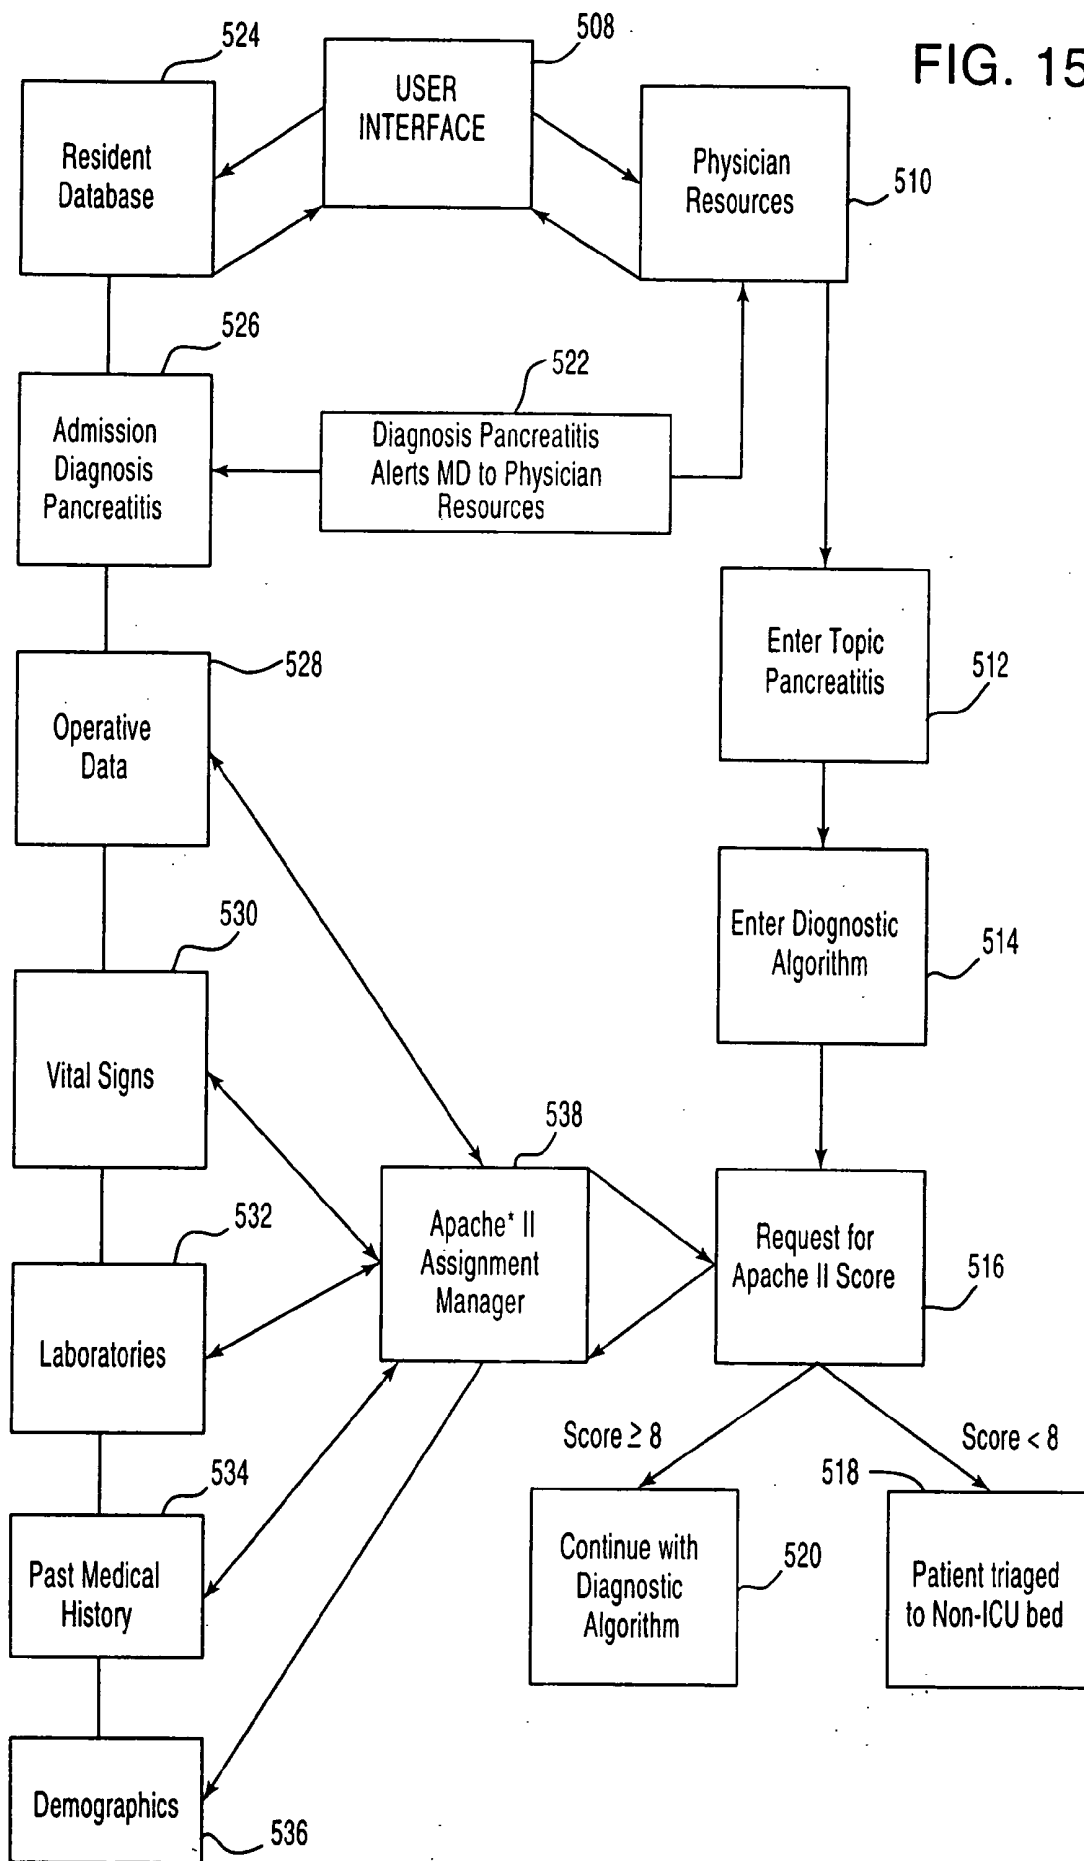 FIG. 15
524
508
USER
INTERFACE
Resident
Database
Physician
Resources
510
526
522
Admission
Diagnosis
Pancreatitis
Diagnosis Pancreatitis
Alerts MD to Physician
Resources
528
Operative
Data
Enter Topic
Pancreatitis
512
530
Enter Diognostic
Algorithm
514
Vital Signs
538
532
Apache* II
Assignment
Manager
Request for
Apache II Score
516
Laboratories
Score ≥ 8
Score < 8
534
518
Past Medical
History
Continue with
Diagnostic
Algorithm
520
Patient triaged
to Non-ICU bed
Demographics
536